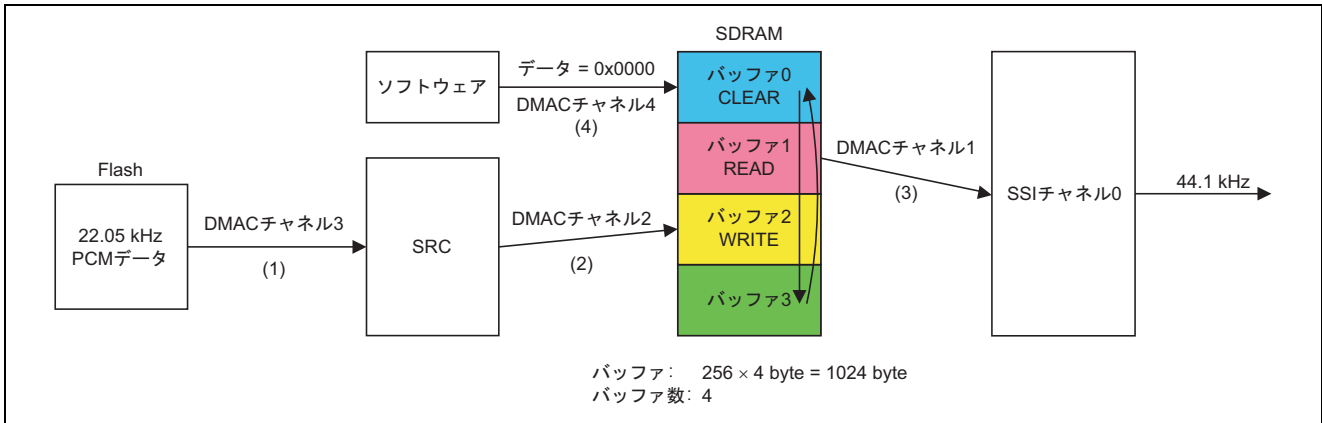 SDRAM
ソフトウェア
データ = 0x0000
DMACチャネル4
(4)
バッファ0
CLEAR
バッファ1
READ
DMACチャネル1
(3)
SSIチャネル0
44.1 kHz
Flash
22.05 kHz
PCMデータ
DMACチャネル3
(1)
SRC
DMACチャネル2
(2)
バッファ2
WRITE
バッファ3
バッファ: 256 × 4 byte = 1024 byte
バッファ数: 4